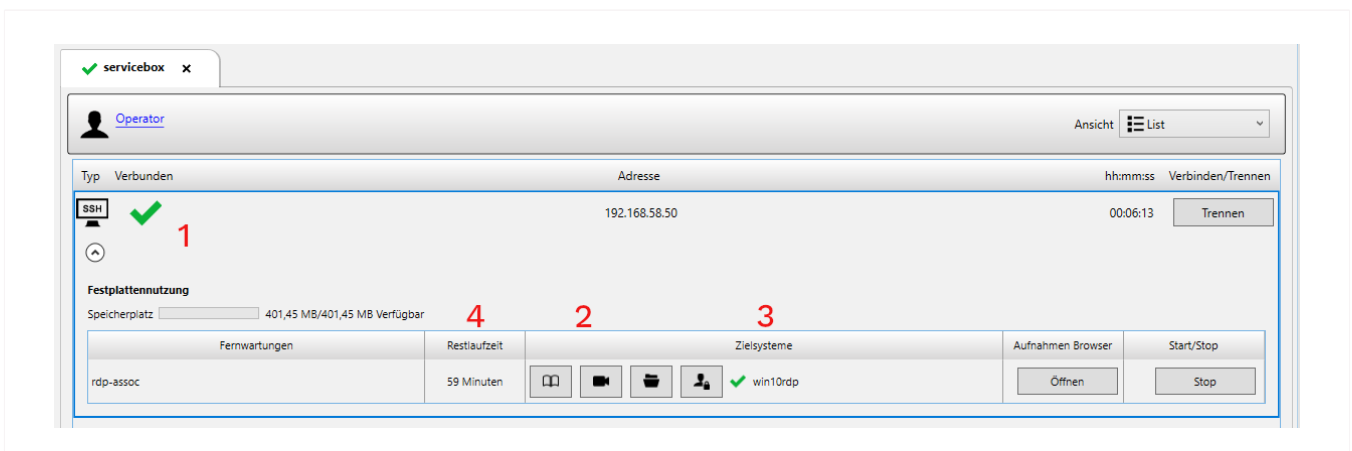 servicebox x
Operator
Ansicht List
Typ Verbunden Adresse hh:mm:ss Verbinden/Trennen
SSH 192.168.58.50 00:06:13 Trennen
1
Festplattennutzung
Speicherplatz 401,45 MB/401,45 MB Verfügbar
4 2 3
Fernwartungen Restlaufzeit Zielsysteme Aufnahmen Browser Start/Stop
rdp-assoc 59 Minuten win10rdp Öffnen Stop